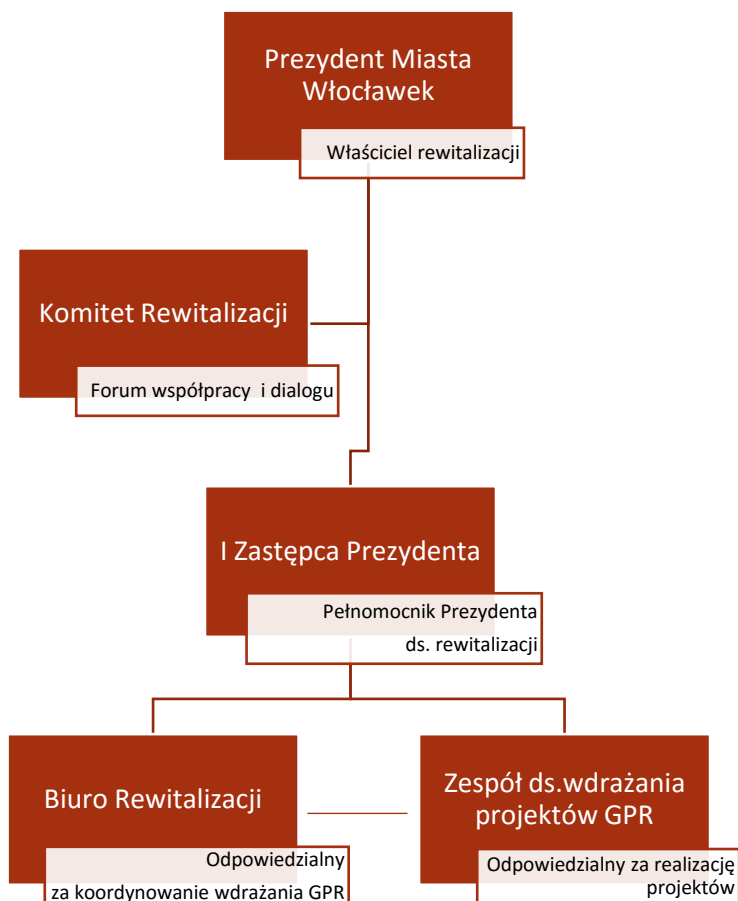 Prezydent Miasta
Włocławek
Właściciel rewitalizacji
Komitet Rewitalizacji
Forum współpracy i dialogu
I Zastępca Prezydenta
Pełnomocnik Prezydenta
ds. rewitalizacji
Biuro Rewitalizacji
Odpowiedzialny
za koordynowanie wdrażania GPR
Zespół ds.wdrażania
projektów GPR
Odpowiedzialny za realizację
projektów